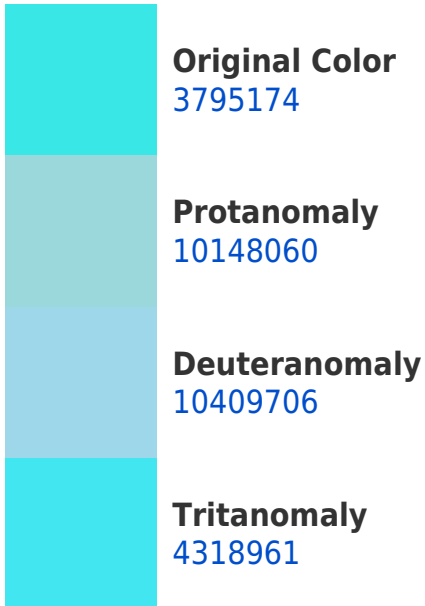 Original Color
3795174
Protanomaly
10148060
Deuteranomaly
10409706
Tritanomaly
4318961